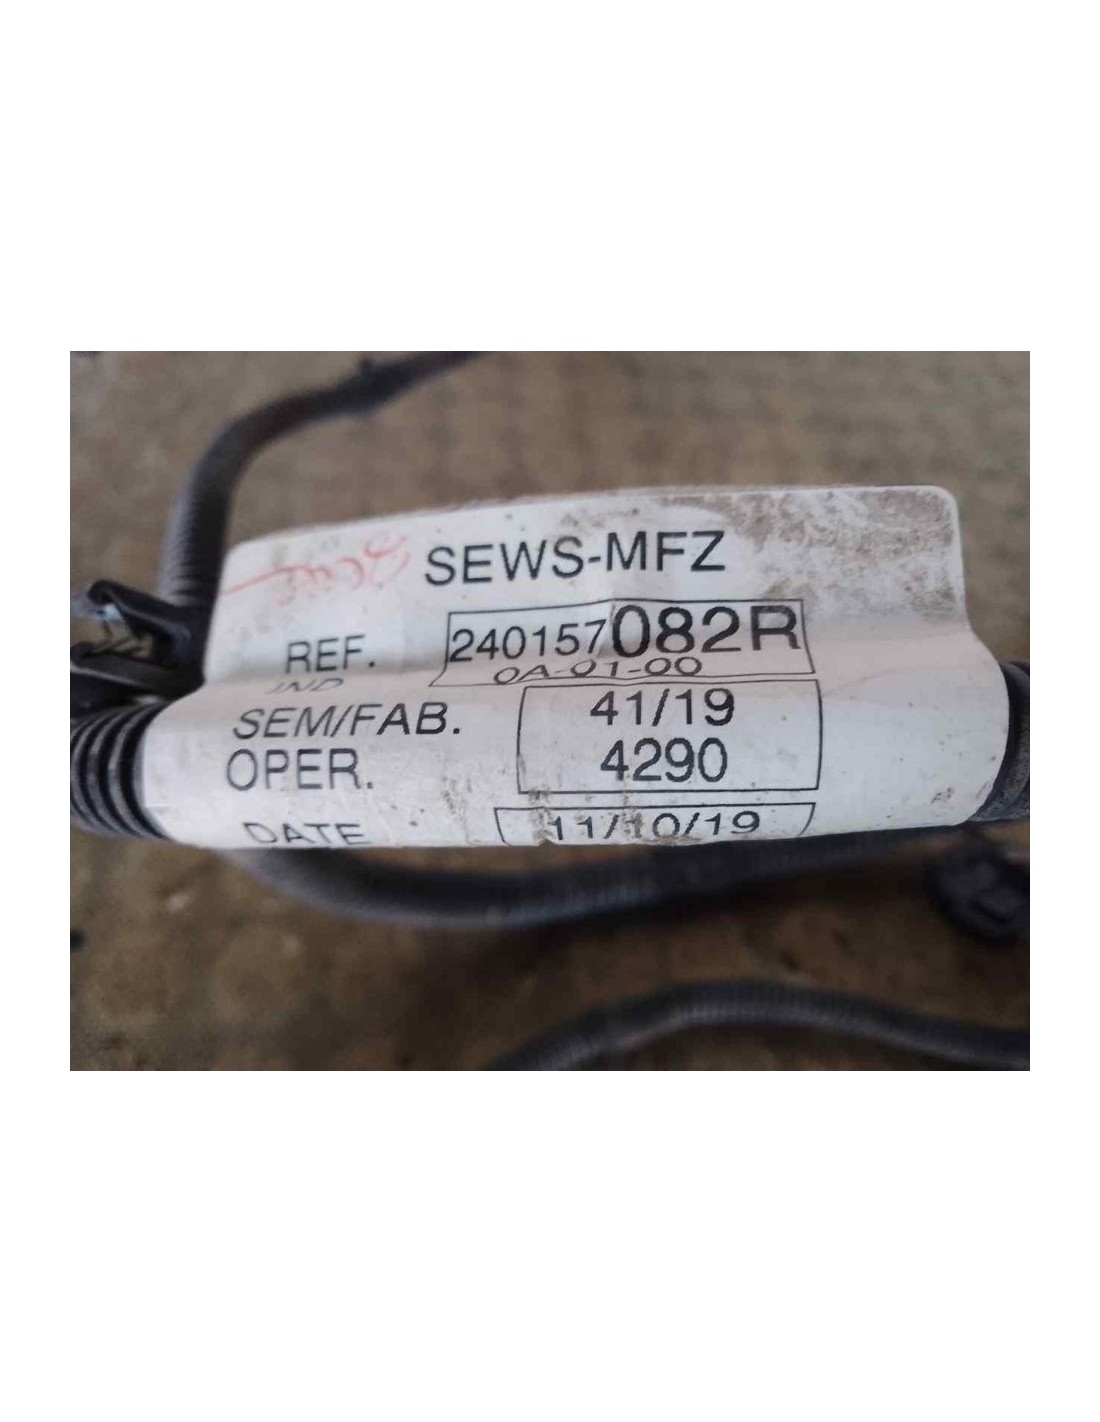 SEWS-MFZ
REF. 240157082R
IND 0A-01-00
SEM/FAB. 41/19
OPER. 4290
DATE 11/10/19